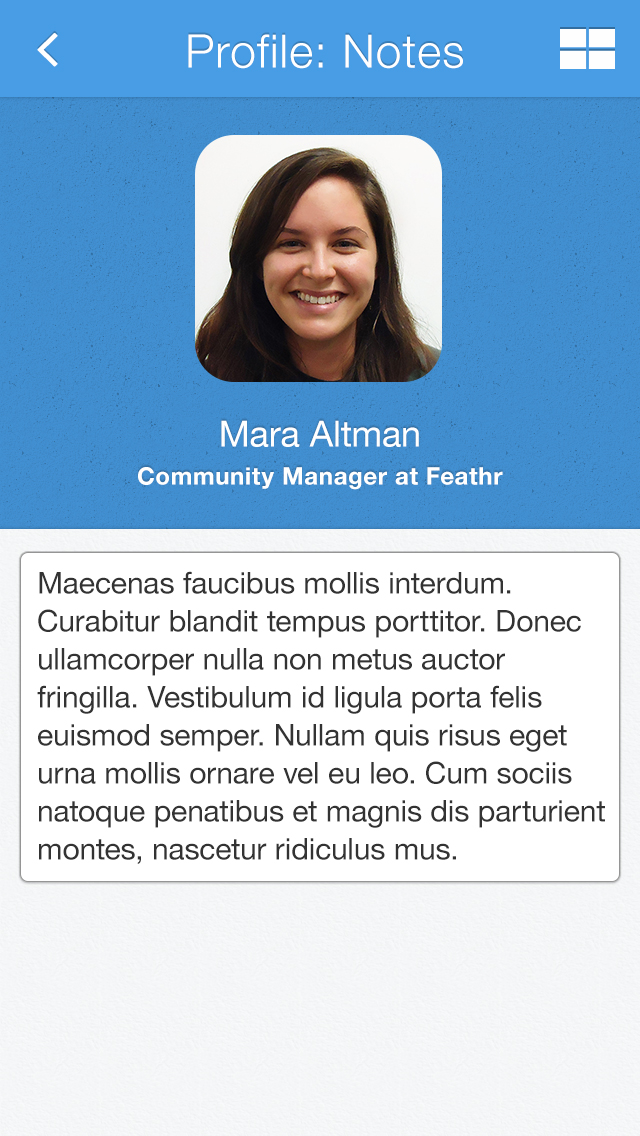 Profile: Notes
Mara Altman
Community Manager at Feathr
Maecenas faucibus mollis interdum.
Curabitur blandit tempus porttitor. Donec
ullamcorper nulla non metus auctor
fringilla. Vestibulum id ligula porta felis
euismod semper. Nullam quis risus eget
urna mollis ornare vel eu leo. Cum sociis
natoque penatibus et magnis dis parturient
montes, nascetur ridiculus mus.